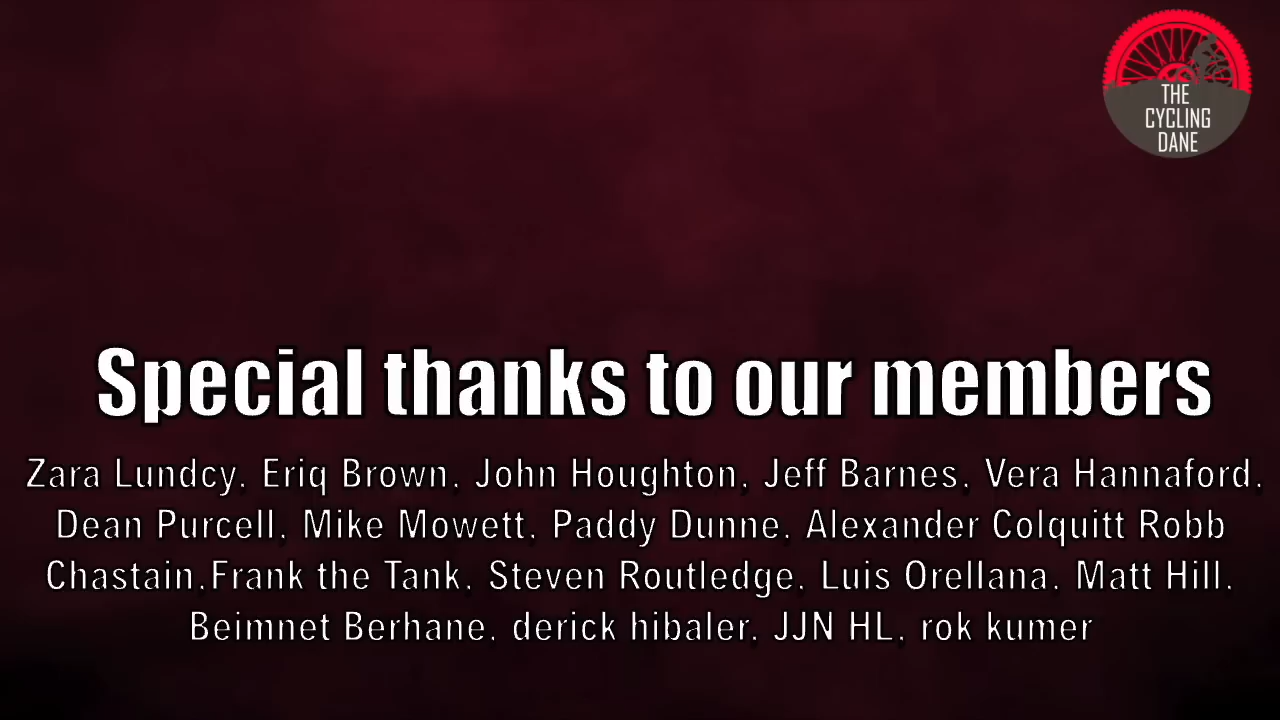 THE
CYCLING
DANE
Special thanks to our members
Zara Lundcy, Eriq Brown, John Houghton, Jeff Barnes, Vera Hannaford,
Dean Purcell, Mike Mowett, Paddy Dunne, Alexander Colquitt Robb
Chastain,Frank the Tank, Steven Routledge, Luis Orellana, Matt Hill,
Beimnet Berhane, derick hibaler, JJN HL, rok kumer